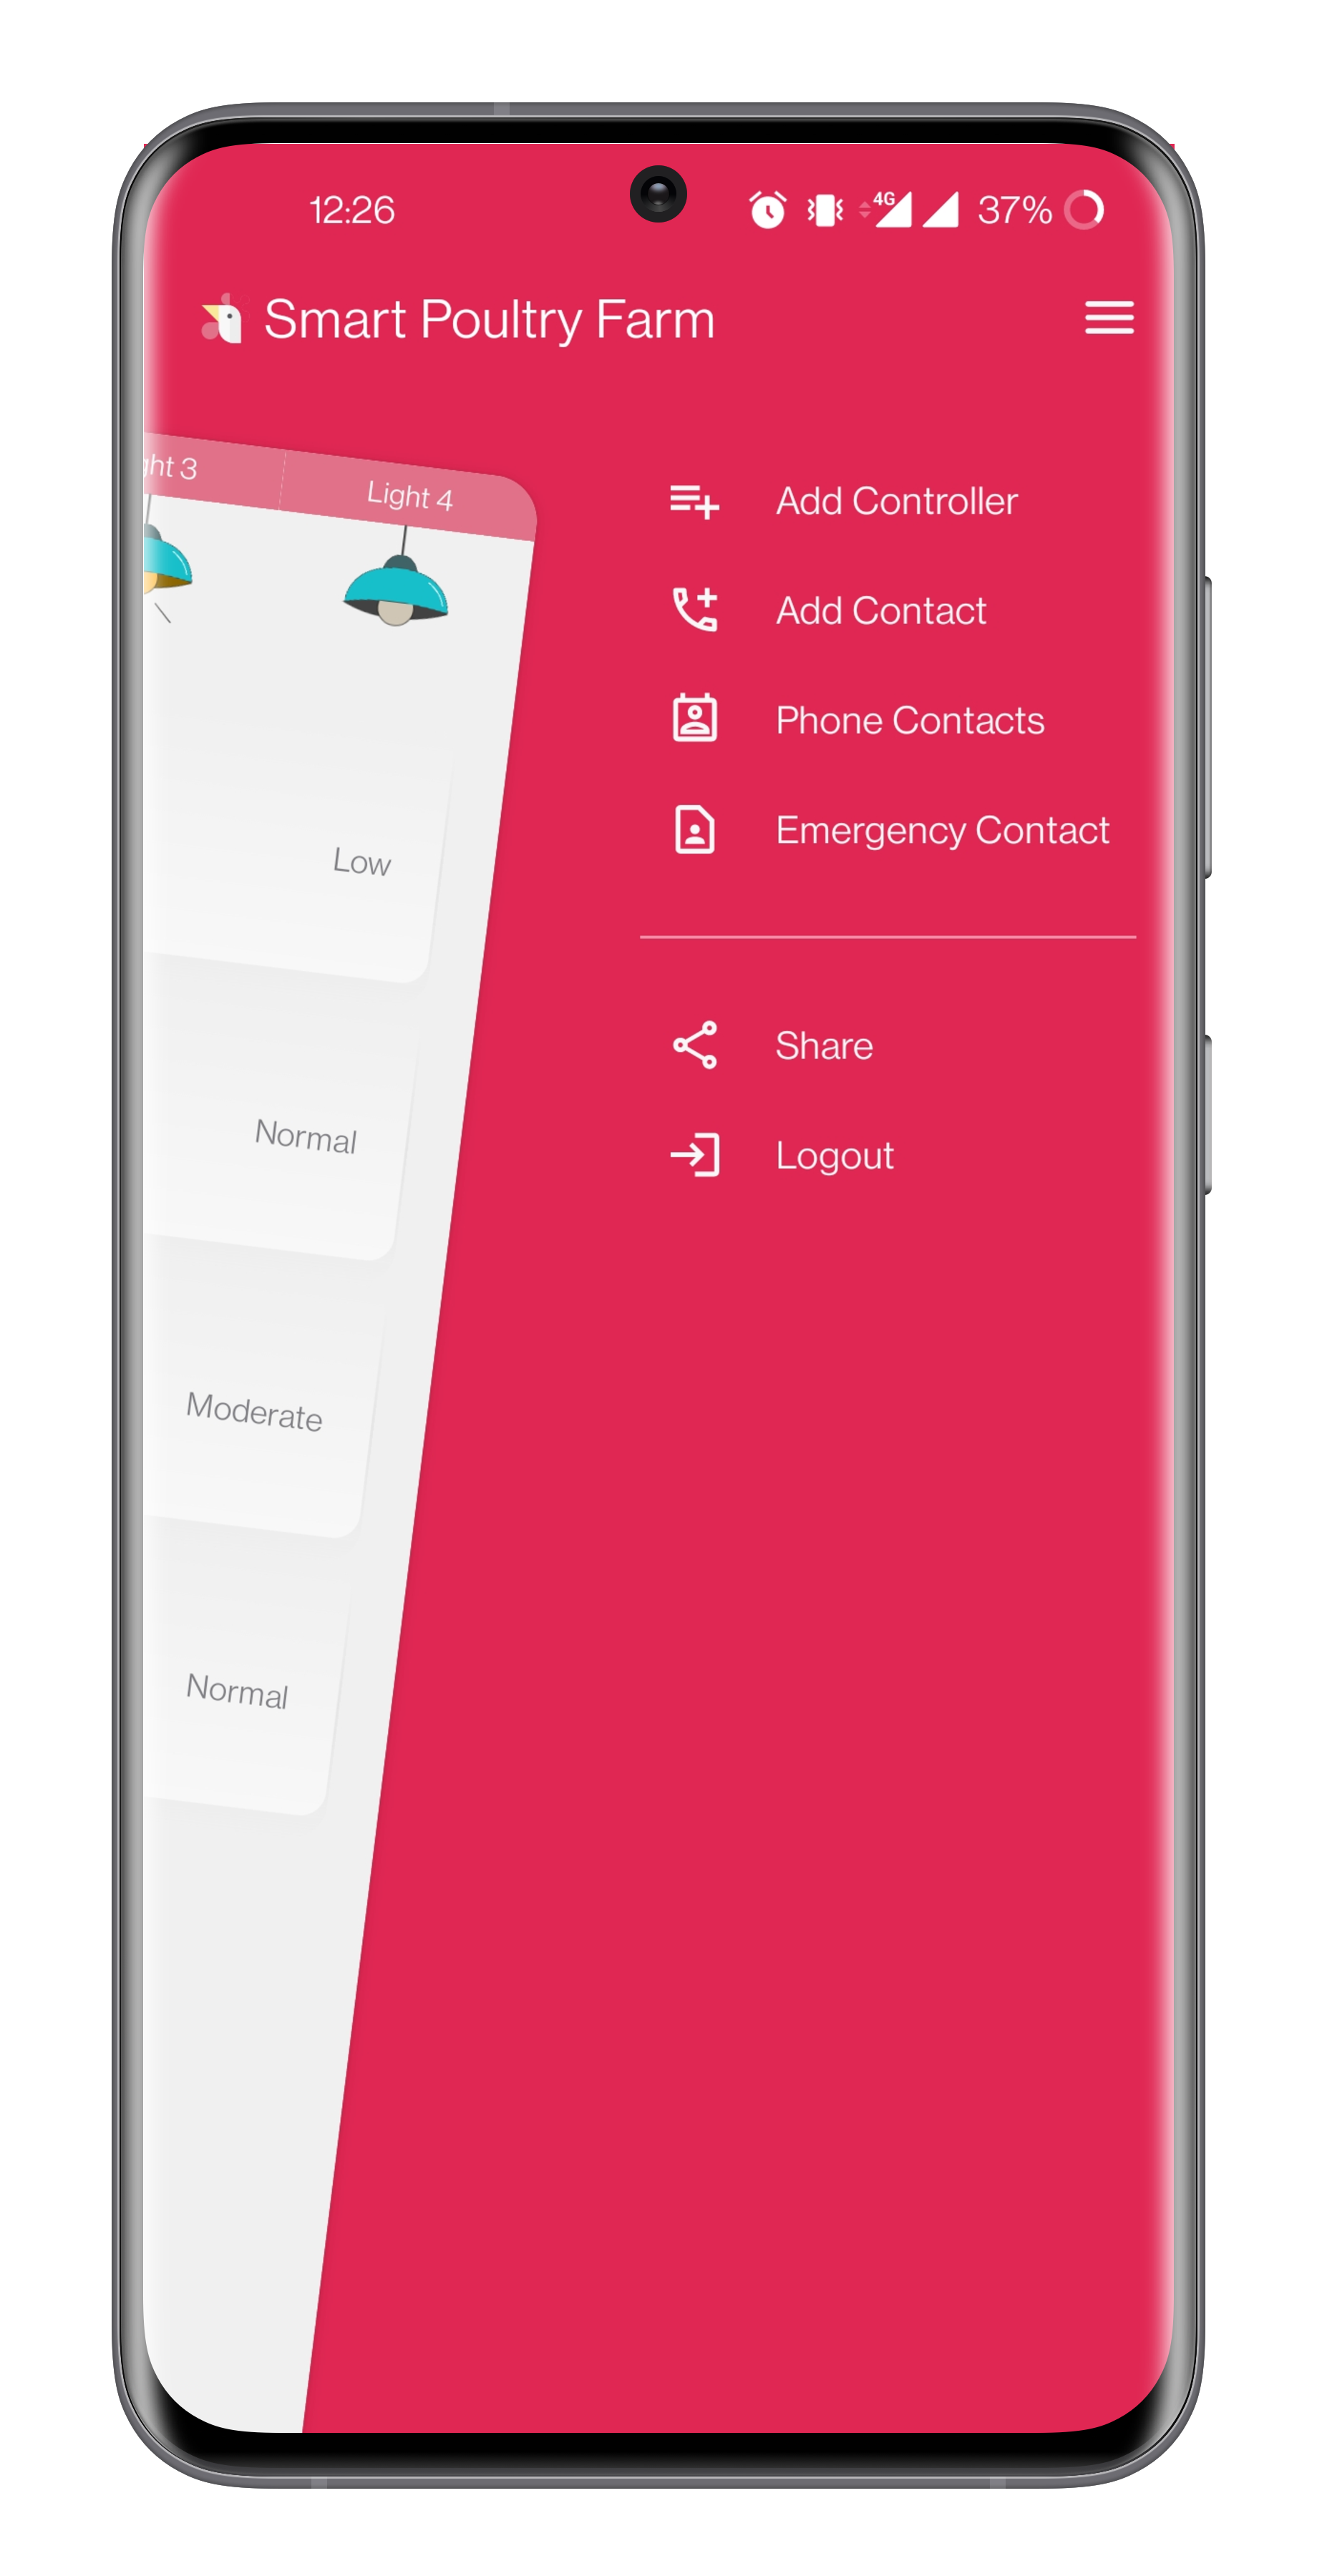 12:26
4G
37%
Smart Poultry Farm
ght 3
Light 4
Add Controller
Add Contact
Phone Contacts
Emergency Contact
Low
Normal
Moderate
Normal
Share
Logout